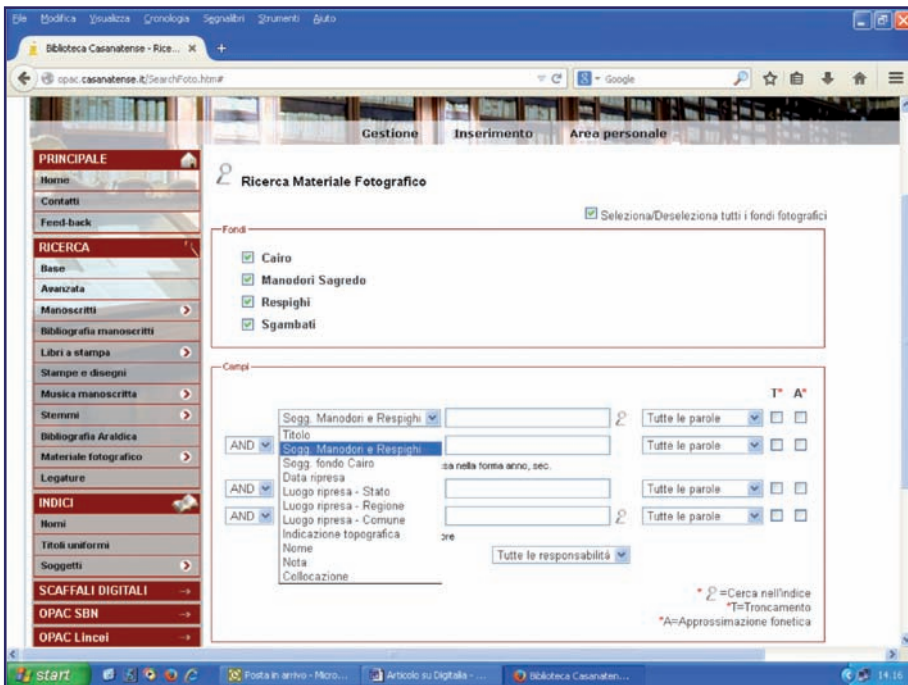 File Modifica Visualizza Cronologia Segnalibri Strumenti Aiuto
Biblioteca Casanatense - Rice... × +
opac.casanatense.it/SearchFoto.htm#
Google
Gestione Inserimento Area personale
PRINCIPALE
Home
Contatti
Feed-back
RICERCA
Base
Avanzata
Manoscritti
Bibliografia manoscritti
Libri a stampa
Stampe e disegni
Musica manoscritta
Stemmi
Bibliografia Araldica
Materiale fotografico
Legature
INDICI
Nomi
Titoli uniformi
Soggetti
SCAFFALI DIGITALI
OPAC SBN
OPAC Lincei
Ricerca Materiale Fotografico
Seleziona/Deseleziona tutti i fondi fotografici
Fondi
Cairo
Manodori Sagredo
Respighi
Sgambati
Campi
T* A*
Sogg. Manodori e Respighi Tutte le parole
Titolo
AND Sogg. Manodori e Respighi Tutte le parole
Sogg. fondo Cairo
Data ripresa sa nella forma anno, sec.
Luogo ripresa - Stato
AND Luogo ripresa - Regione Tutte le parole
Luogo ripresa - Comune
AND Indicazione topografica Tutte le parole
Nome ore
Nota Tutte le responsabilità
Collocazione
* =Cerca nell'indice
*T=Troncamento
*A=Approssimazione fonetica
start Posta in arrivo - Micro... Articolo su Digitalia - ... Biblioteca Casanaten... 14.16